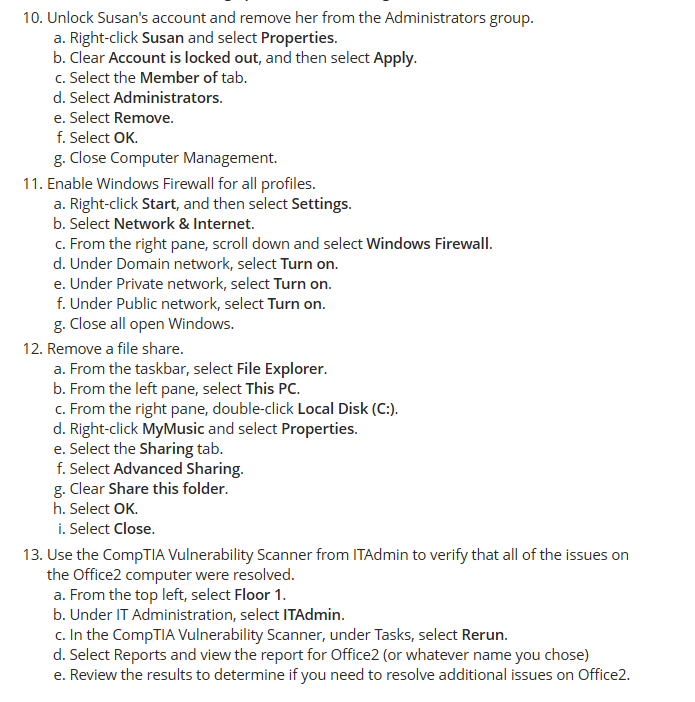 10. Unlock Susan's account and remove her from the Administrators group.
a. Right-click Susan and select Properties.
b. Clear Account is locked out, and then select Apply.
c. Select the Member of tab.
d. Select Administrators.
e. Select Remove.
f. Select OK.
g. Close Computer Management.
11. Enable Windows Firewall for all profiles.
a. Right-click Start, and then select Settings.
b. Select Network & Internet.
c. From the right pane, scroll down and select Windows Firewall.
d. Under Domain network, select Turn on.
e. Under Private network, select Turn on.
f. Under Public network, select Turn on.
g. Close all open Windows.
12. Remove a file share.
a. From the taskbar, select File Explorer.
b. From the left pane, select This PC.
c. From the right pane, double-click Local Disk (C:).
d. Right-click MyMusic and select Properties.
e. Select the Sharing tab.
f. Select Advanced Sharing.
g. Clear Share this folder.
h. Select OK.
i. Select Close.
13. Use the CompTIA Vulnerability Scanner from ITAdmin to verify that all of the issues on
the Office2 computer were resolved.
a. From the top left, select Floor 1.
b. Under IT Administration, select ITAdmin.
c. In the CompTIA Vulnerability Scanner, under Tasks, select Rerun.
d. Select Reports and view the report for Office2 (or whatever name you chose)
e. Review the results to determine if you need to resolve additional issues on Office2.